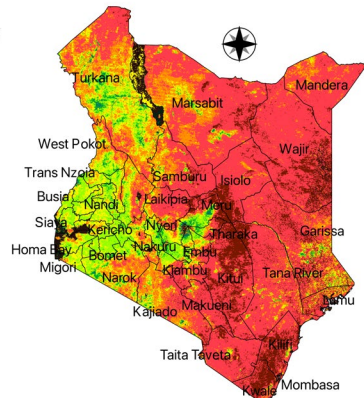 Turkana
Mandera
Marsabit
West Pokot
Wajir
Trans Nzoia
Samburu
Isiolo
Busia
Nandi
Laikipia
Meru
Siaya
Kericho
Nyeri
Tharaka
Garissa
Homa Bay
Nakuru
Embu
Migori
Bomet
Kiambu
Tana River
Narok
Kitui
Lamu
Kajiado
Makueni
Taita Taveta
Kilifi
Mombasa
Kwale